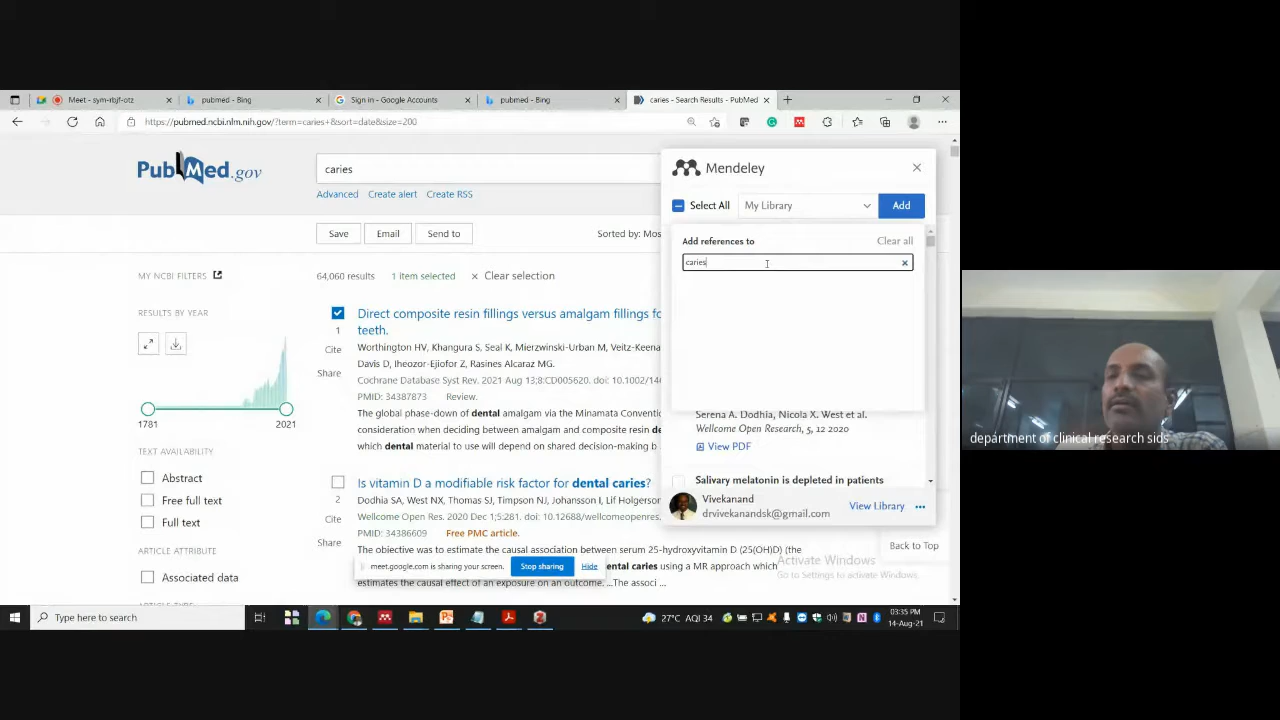 Meet - sym-rbjf-otz
pubmed - Bing
Sign in - Google Accounts
pubmed - Bing
caries - Search Results - PubMed
https://pubmed.ncbi.nlm.nih.gov/?term=caries+&sort=date&size=200
PubMed.gov
caries
Advanced
Create alert
Create RSS
Save
Email
Send to
Sorted by: Mos
MY NCBI FILTERS
64,060 results
1 item selected
Clear selection
RESULTS BY YEAR
1781
2021
TEXT AVAILABILITY
Abstract
Free full text
Full text
ARTICLE ATTRIBUTE
Associated data
1
Cite
Share
Direct composite resin fillings versus amalgam fillings fo
teeth.
Worthington HV, Khangura S, Seal K, Mierzwinski-Urban M, Veitz-Keena
Davis D, Iheozor-Ejiofor Z, Rasines Alcaraz MG.
Cochrane Database Syst Rev. 2021 Aug 13;8:CD005620. doi: 10.1002/14
PMID: 34387873 Review.
The global phase-down of dental amalgam via the Minamata Conventio
consideration when deciding between amalgam and composite resin de
which dental material to use will depend on shared decision-making b
2
Cite
Share
Is vitamin D a modifiable risk factor for dental caries?
Dodhia SA, West NX, Thomas SJ, Timpson NJ, Johansson I, Lif Holgerso
Wellcome Open Res. 2020 Dec 1;5:281. doi: 10.12688/wellcomeopenres.
PMID: 34386609 Free PMC article.
The objective was to estimate the causal association between serum 25-hydroxyvitamin D (25(OH)D) (the
ental caries using a MR approach which
estimates the causal effect of an exposure on an outcome. ...The associ ...
meet.google.com is sharing your screen.
Stop sharing
Hide
Mendeley
Select All
My Library
Add
Add references to
Clear all
caries
Serena A. Dodhia, Nicola X. West et al.
Wellcome Open Research, 5, 12 2020
View PDF
Salivary melatonin is depleted in patients
Vivekanand
drvivekanandsk@gmail.com
View Library
Back to Top
Activate Windows
Go to Settings to activate Windows.
Type here to search
27°C AQI 34
03:35 PM
14-Aug-21
department of clinical research sids